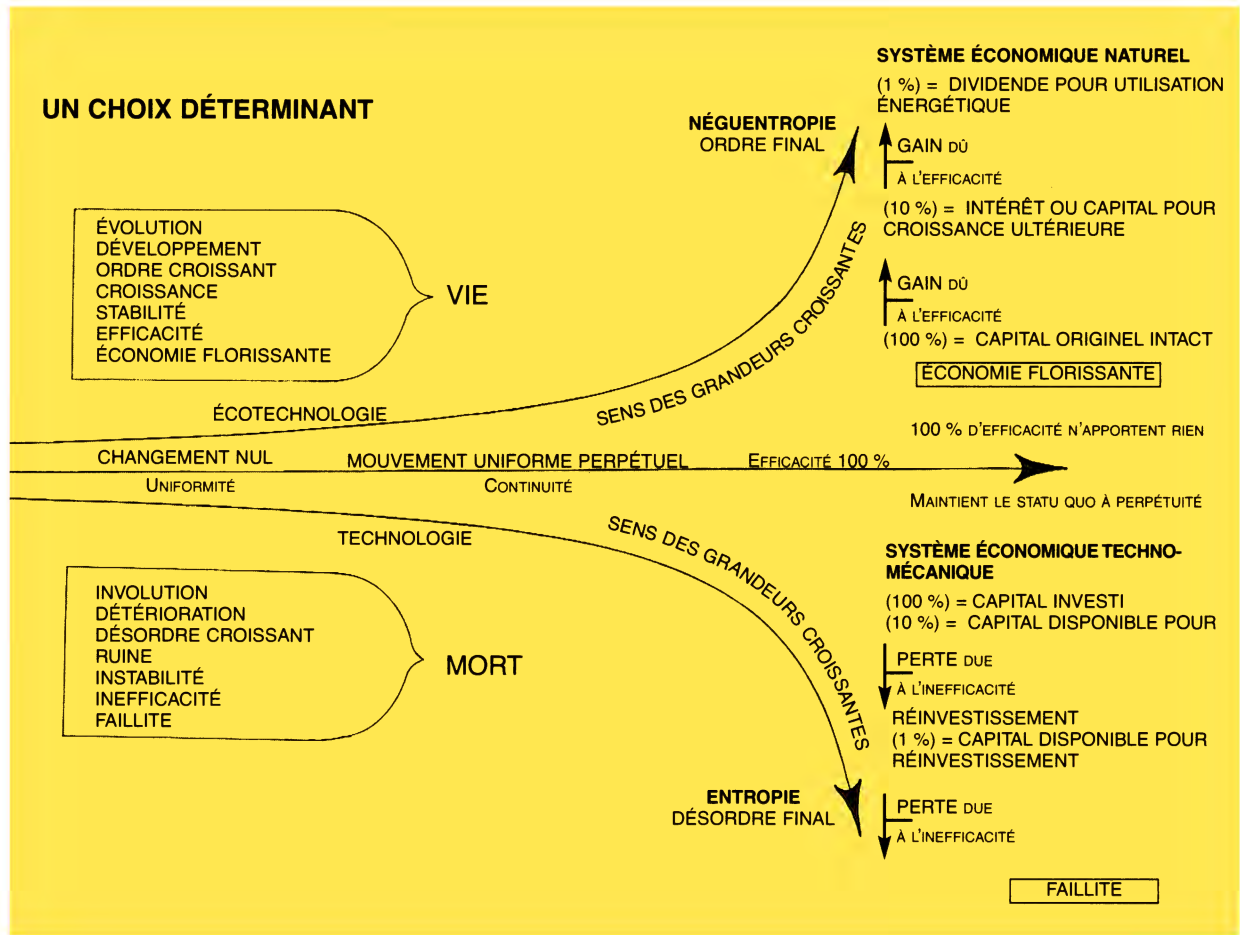 UN CHOIX DÉTERMINANT
ÉVOLUTION
DÉVELOPPEMENT
ORDRE CROISSANT
CROISSANCE
STABILITÉ
EFFICACITÉ
ÉCONOMIE FLORISSANTE
VIE
NÉGUENTROPIE
ORDRE FINAL
SYSTÈME ÉCONOMIQUE NATUREL
(1 %) = DIVIDENDE POUR UTILISATION
ÉNERGÉTIQUE
GAIN DÛ
À L'EFFICACITÉ
(10 %) = INTÉRÊT OU CAPITAL POUR
CROISSANCE ULTÉRIEURE
GAIN DÛ
À L'EFFICACITÉ
(100 %) = CAPITAL ORIGINEL INTACT
ÉCONOMIE FLORISSANTE
ÉCOTECHNOLOGIE
SENS DES GRANDEURS CROISSANTES
100 % D'EFFICACITÉ N'APPORTENT RIEN
CHANGEMENT NUL
MOUVEMENT UNIFORME PERPÉTUEL
EFFICACITÉ 100 %
UNIFORMITÉ
CONTINUITÉ
MAINTIENT LE STATU QUO À PERPÉTUITÉ
TECHNOLOGIE
SENS DES GRANDEURS CROISSANTES
INVOLUTION
DÉTÉRIORATION
DÉSORDRE CROISSANT
RUINE
INSTABILITÉ
INEFFICACITÉ
FAILLITE
MORT
ENTROPIE
DÉSORDRE FINAL
SYSTÈME ÉCONOMIQUE TECHNO-
MÉCANIQUE
(100 %) = CAPITAL INVESTI
(10 %) = CAPITAL DISPONIBLE POUR
PERTE DUE
À L'INEFFICACITÉ
RÉINVESTISSEMENT
(1 %) = CAPITAL DISPONIBLE POUR
RÉINVESTISSEMENT
PERTE DUE
À L'INEFFICACITÉ
FAILLITE